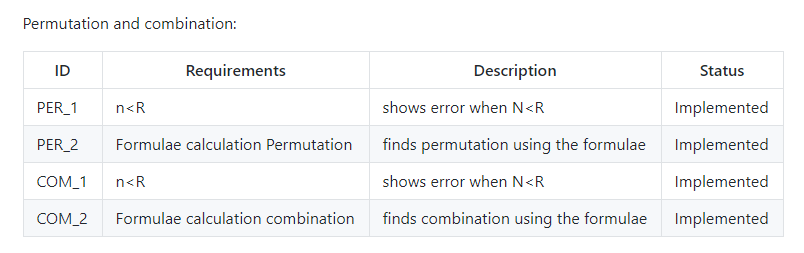 Permutation and combination:
ID Requirements Description Status
PER_1 n<R shows error when N<R Implemented
PER_2 Formulae calculation Permutation finds permutation using the formulae Implemented
COM_1 n<R shows error when N<R Implemented
COM_2 Formulae calculation combination finds combination using the formulae Implemented